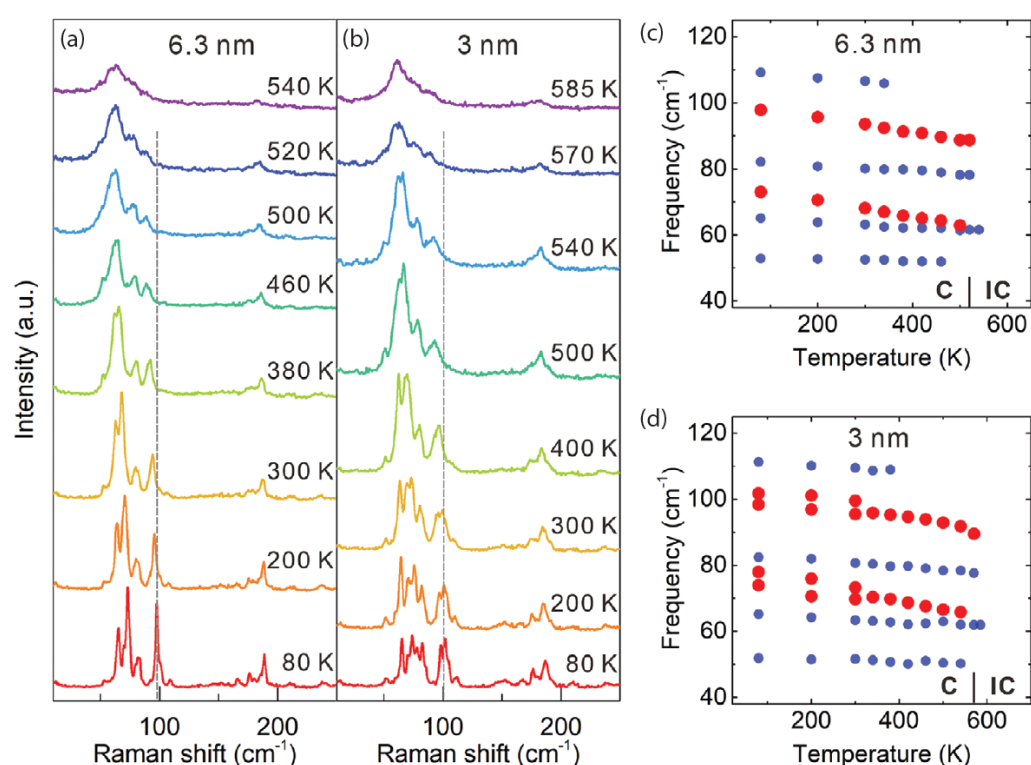 (a) 6.3 nm
540 K
520 K
500 K
460 K
380 K
300 K
200 K
80 K
Intensity (a.u.)
100 200
Raman shift (cm⁻¹)
(b) 3 nm
585 K
570 K
540 K
500 K
400 K
300 K
200 K
80 K
100 200
Raman shift (cm⁻¹)
(c) 6.3 nm
120
100
80
60
40
Frequency (cm⁻¹)
C IC
200 400 600
Temperature (K)
(d) 3 nm
120
100
80
60
40
Frequency (cm⁻¹)
C IC
200 400 600
Temperature (K)